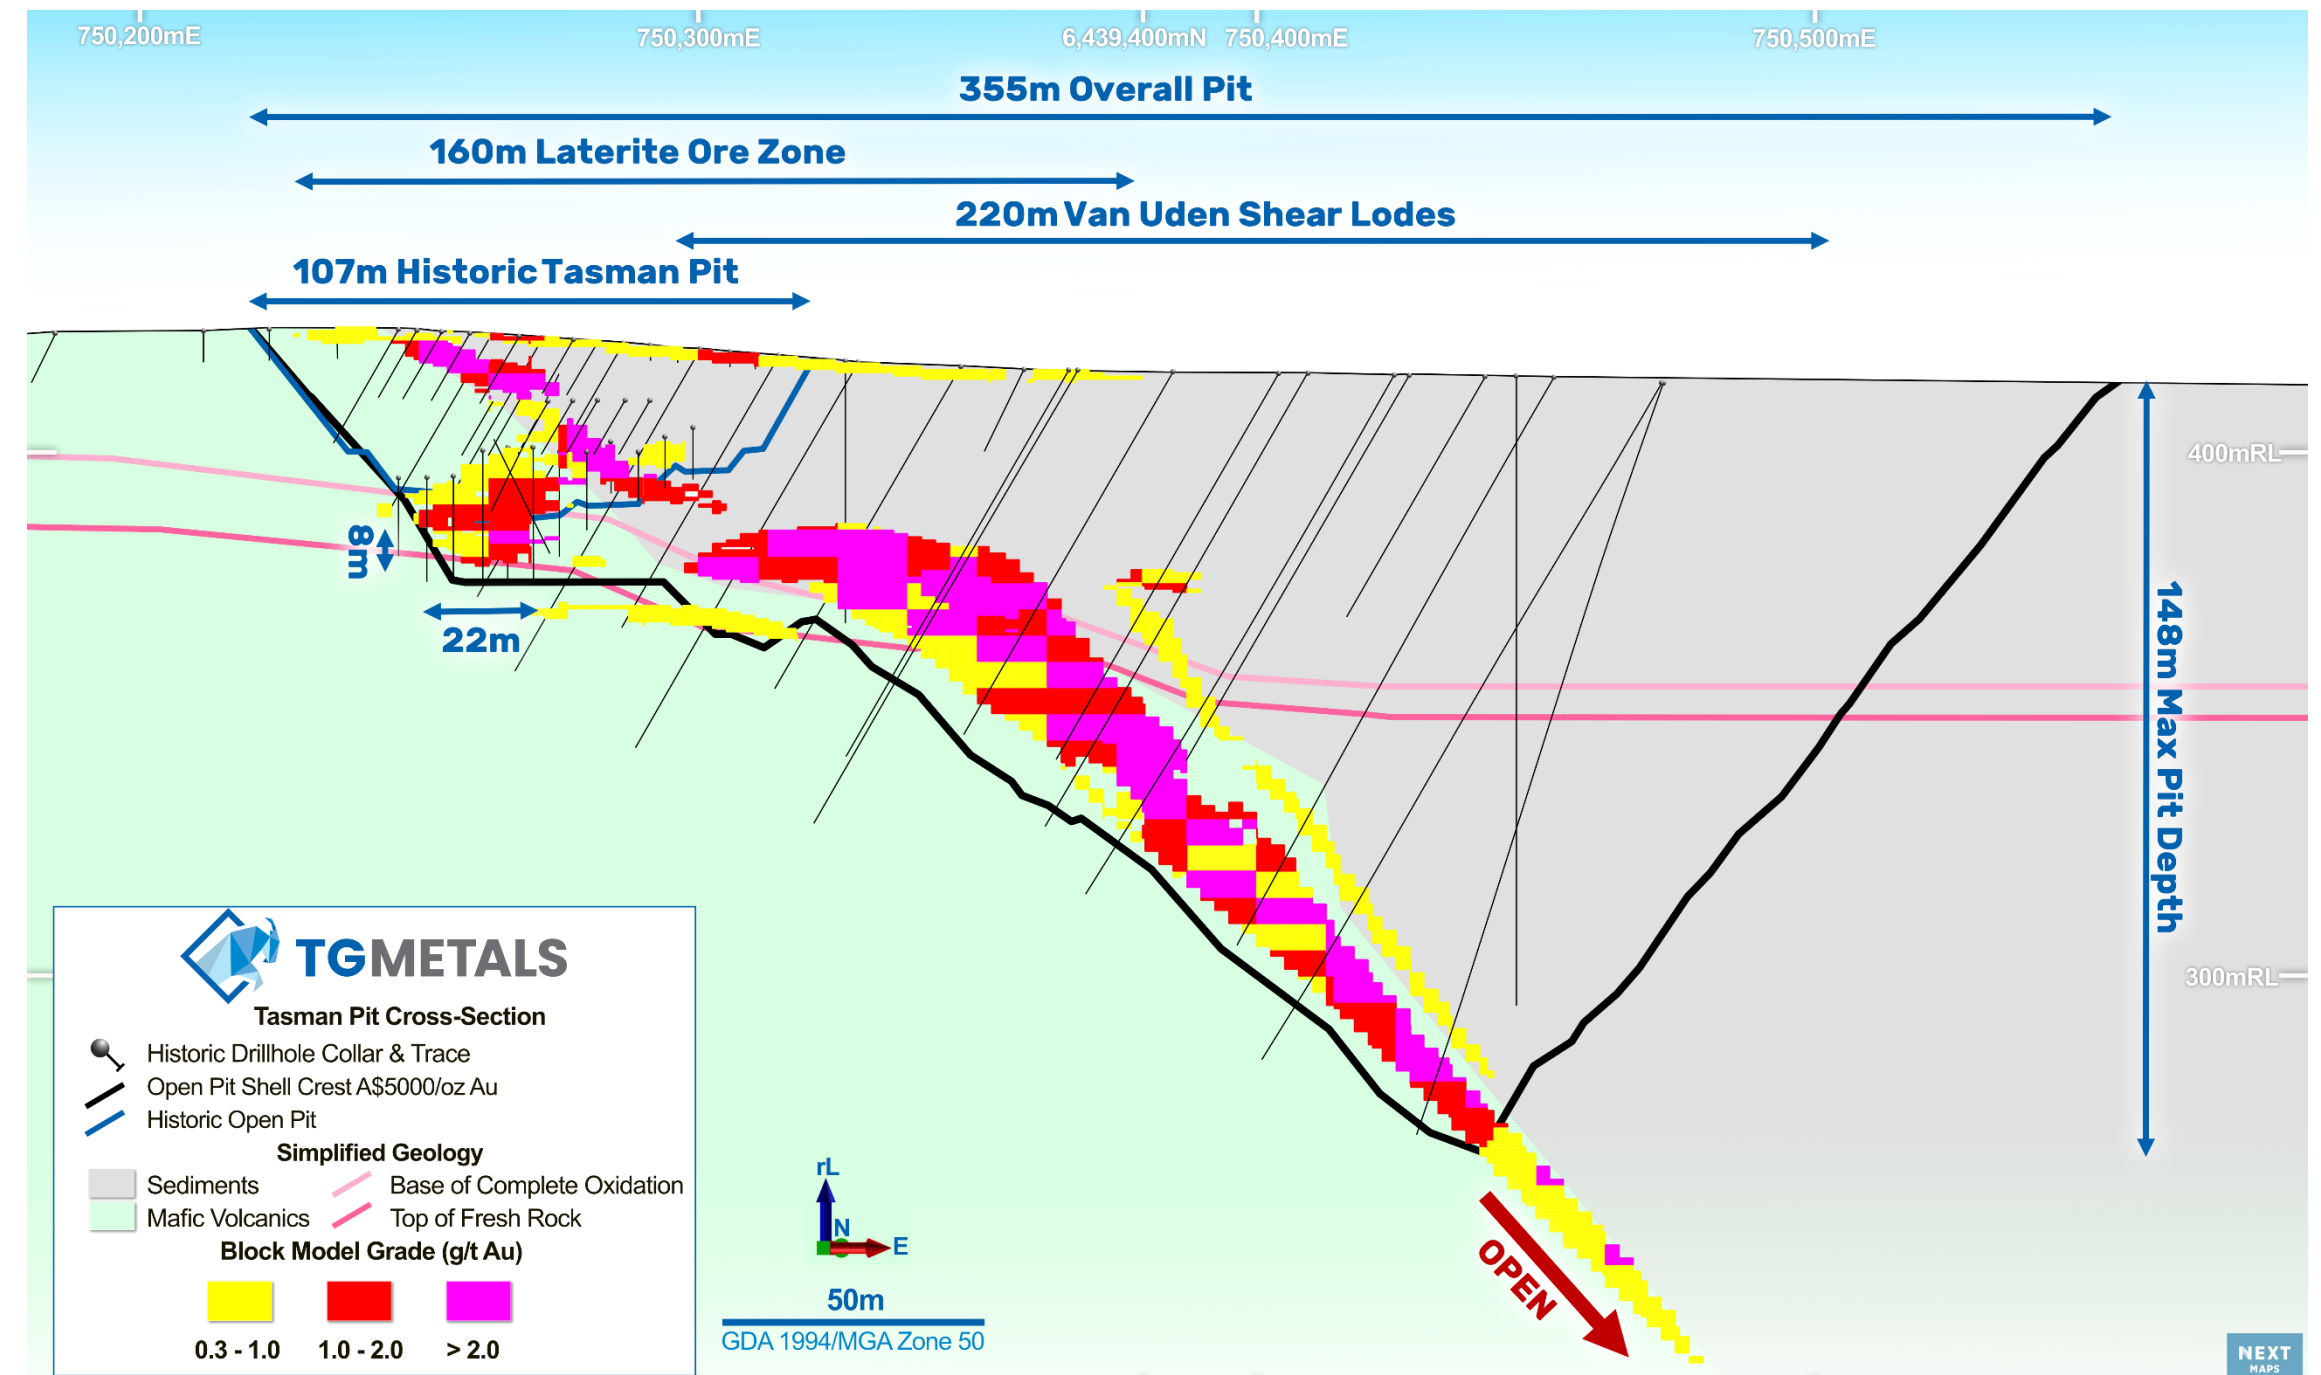 750,200mE
750,300mE
6,439,400mN
750,400mE
750,500mE
355m Overall Pit
160m Laterite Ore Zone
220m Van Uden Shear Lodes
107m Historic Tasman Pit
400mRL
8m
22m
148m Max Pit Depth
300mRL
TGMETALS
Tasman Pit Cross-Section
Historic Drillhole Collar & Trace
Open Pit Shell Crest A$5000/oz Au
Historic Open Pit
Simplified Geology
Sediments
Base of Complete Oxidation
Mafic Volcanics
Top of Fresh Rock
Block Model Grade (g/t Au)
0.3 - 1.0
1.0 - 2.0
> 2.0
rL
N
E
50m
GDA 1994/MGA Zone 50
OPEN
NEXT
MAPS